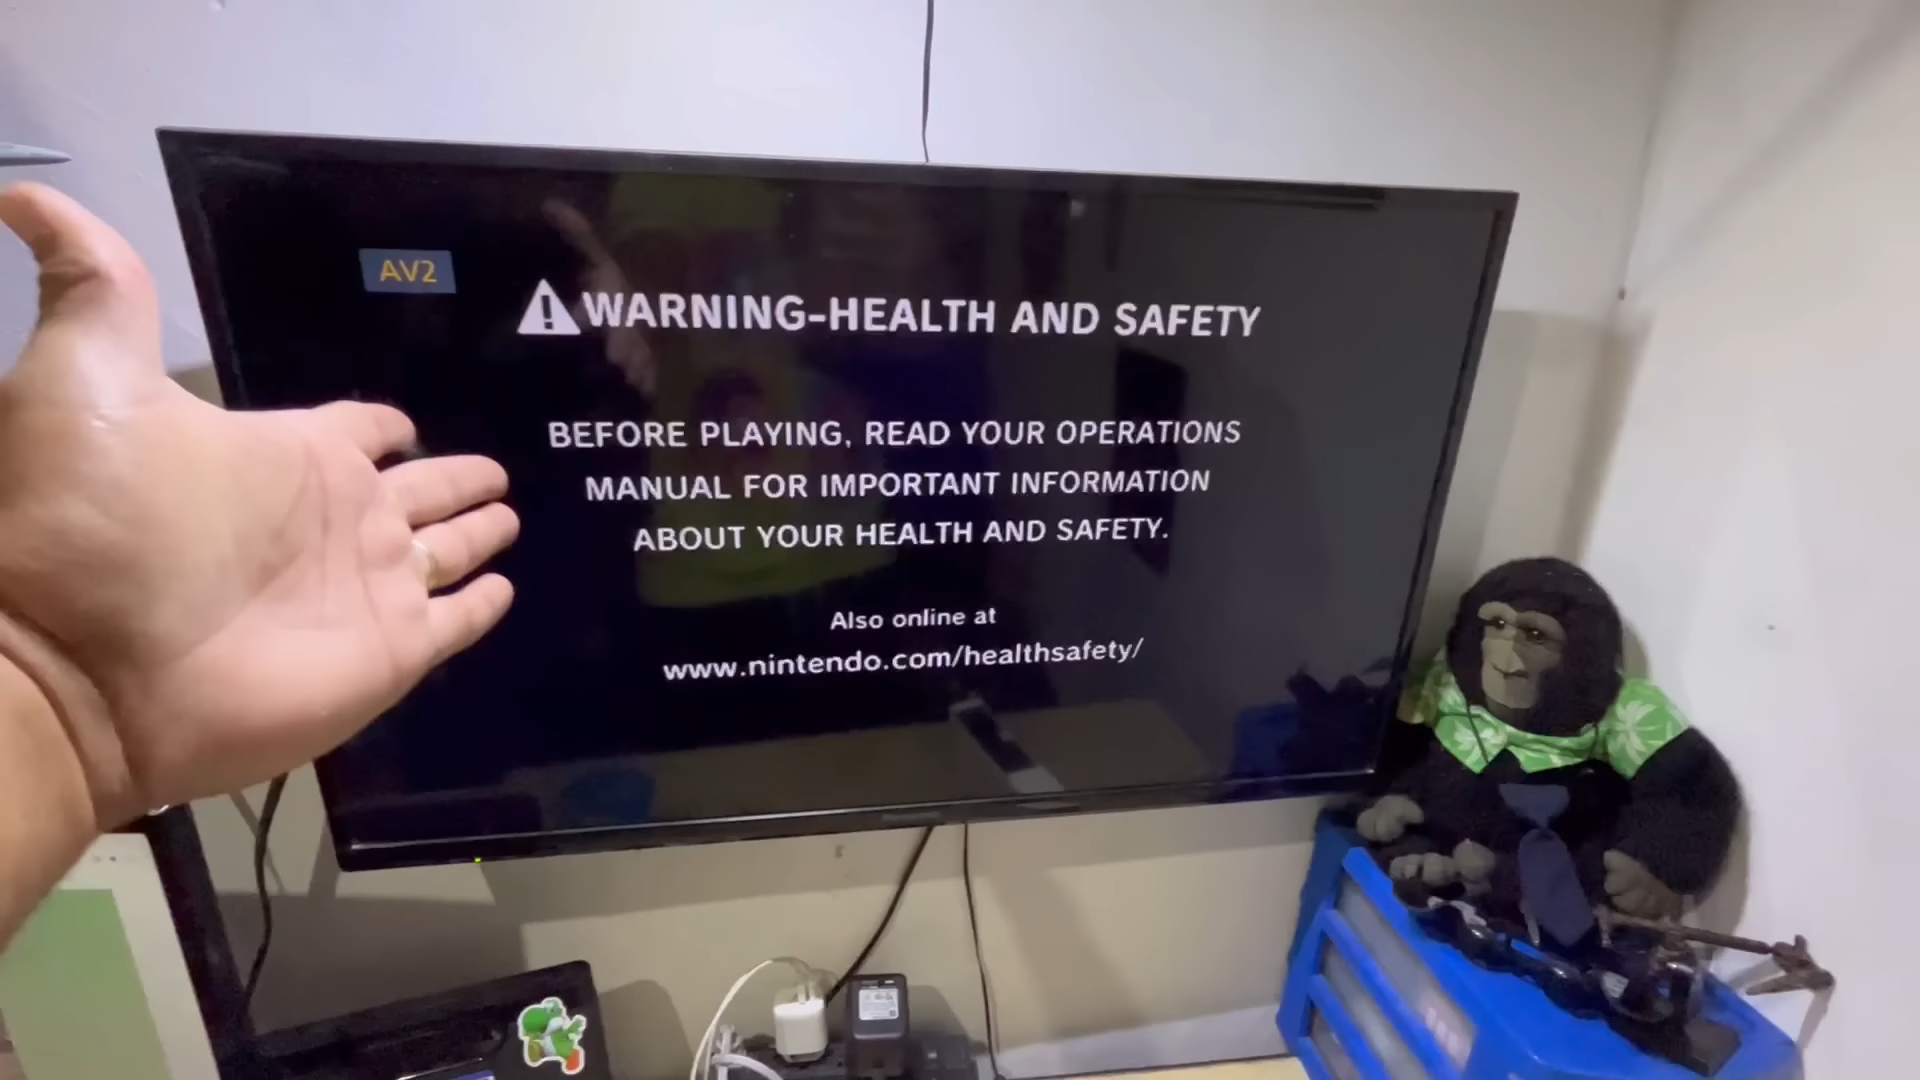 AV2
WARNING-HEALTH AND SAFETY
BEFORE PLAYING, READ YOUR OPERATIONS
MANUAL FOR IMPORTANT INFORMATION
ABOUT YOUR HEALTH AND SAFETY.
Also online at
www.nintendo.com/healthsafety/